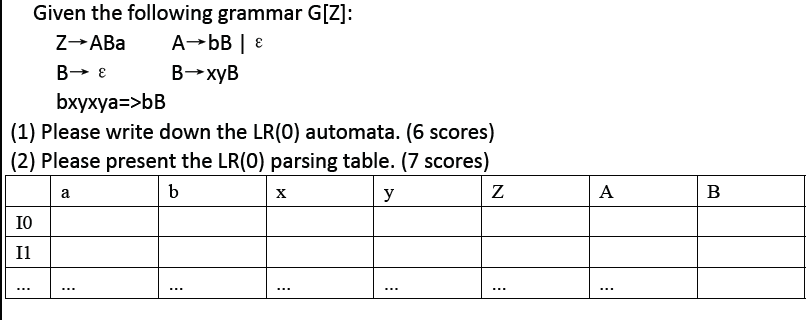 Given the following grammar G[Z]:
Z→ABa A→bB | ε
B→ ε B→xyB
bxyxya=>bB
(1) Please write down the LR(0) automata. (6 scores)
(2) Please present the LR(0) parsing table. (7 scores)
a b x y Z A B
I0
I1
... ... ... ... ... ... ...